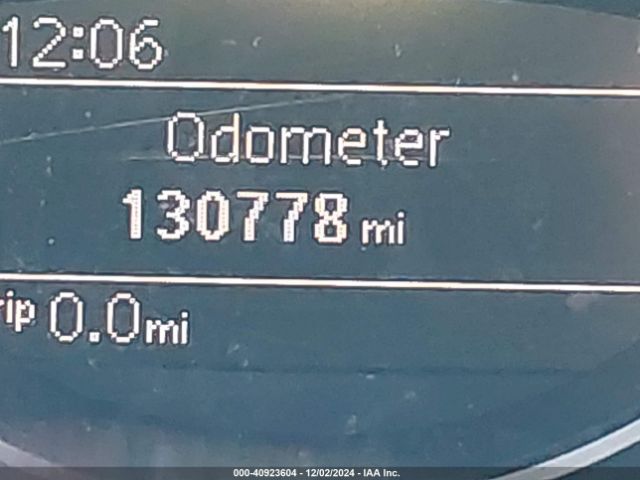 12:06
Odometer
130778 mi
rip 0.0 mi
000-40923604 - 12/02/2024 - IAA Inc.